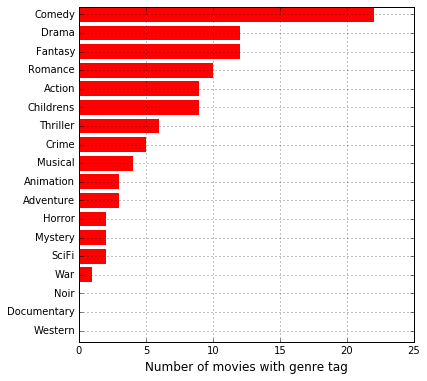 Comedy
Drama
Fantasy
Romance
Action
Childrens
Thriller
Crime
Musical
Animation
Adventure
Horror
Mystery
SciFi
War
Noir
Documentary
Western
0 5 10 15 20 25
Number of movies with genre tag